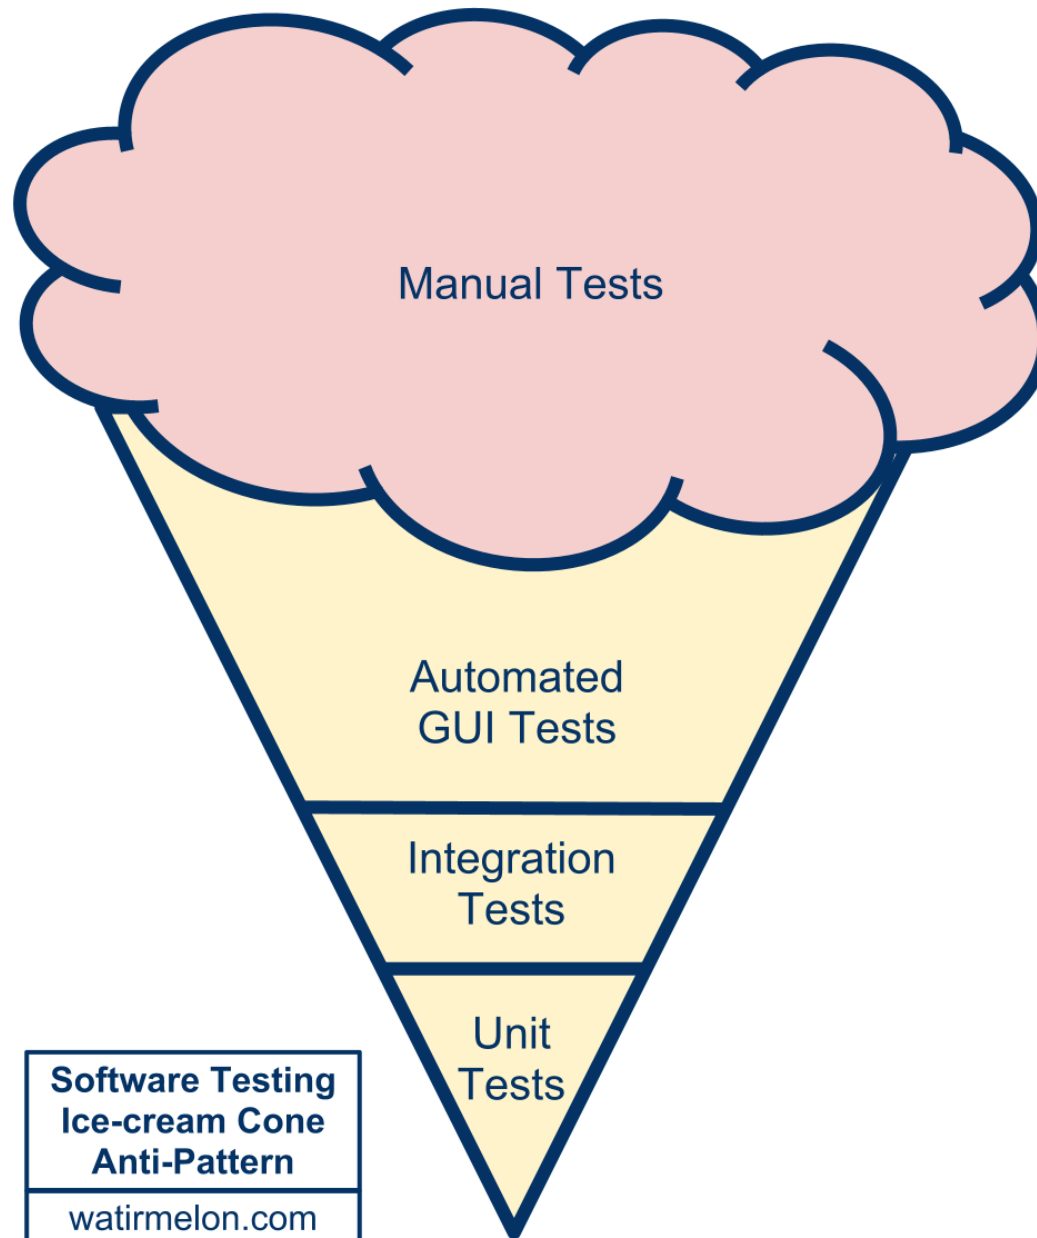 Manual Tests
Automated
GUI Tests
Integration
Tests
Unit
Tests
Software Testing
Ice-cream Cone
Anti-Pattern
watirmelon.com